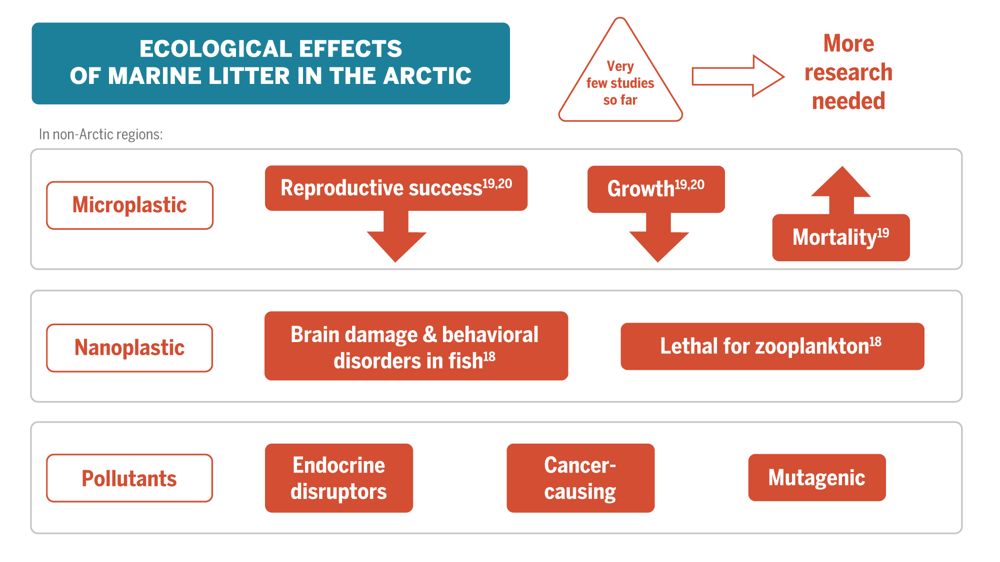 ECOLOGICAL EFFECTS
OF MARINE LITTER IN THE ARCTIC
Very
few studies
so far
More
research
needed
In non-Arctic regions:
Microplastic
Reproductive success19,20
Growth19,20
Mortality19
Nanoplastic
Brain damage & behavioral
disorders in fish18
Lethal for zooplankton18
Pollutants
Endocrine
disruptors
Cancer-
causing
Mutagenic